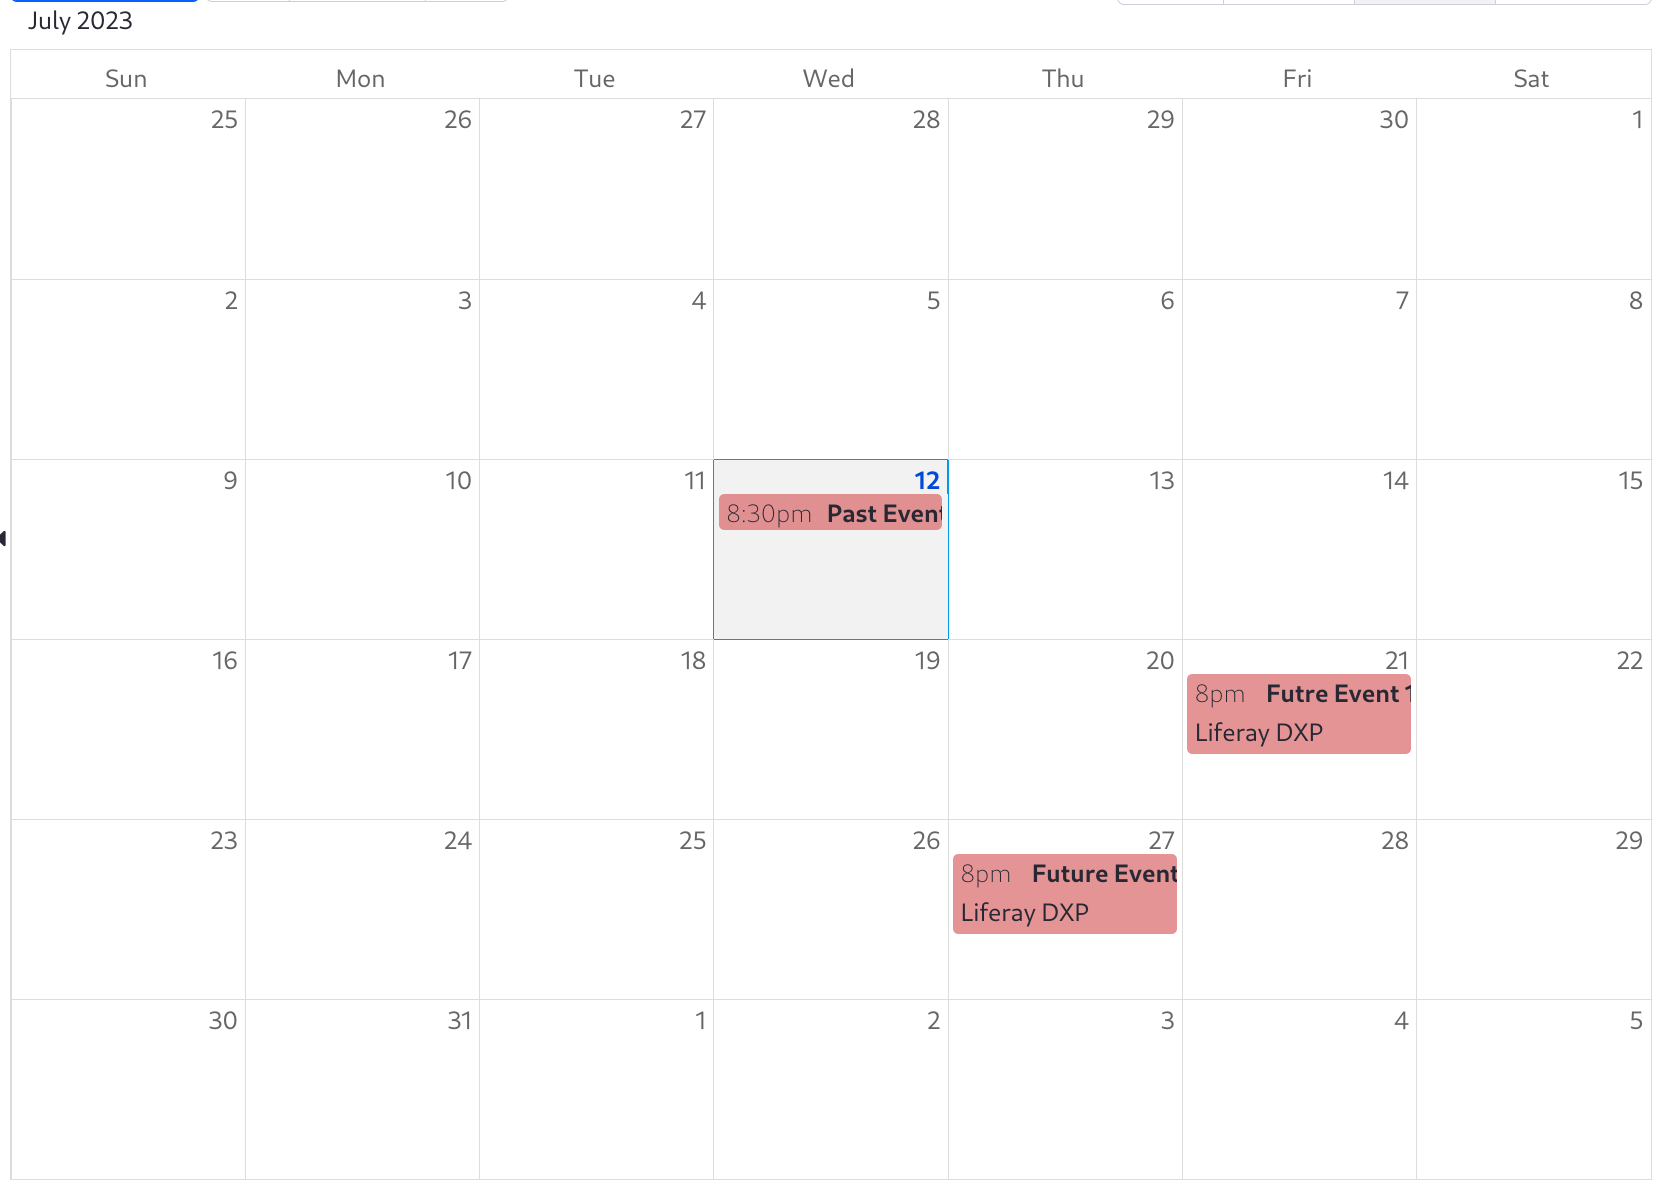 July 2023
Sun Mon Tue Wed Thu Fri Sat
25 26 27 28 29 30 1
2 3 4 5 6 7 8
9 10 11 12 13 14 15
8:30pm Past Event
16 17 18 19 20 21 22
8pm Futre Event 1
Liferay DXP
23 24 25 26 27 28 29
8pm Future Event
Liferay DXP
30 31 1 2 3 4 5